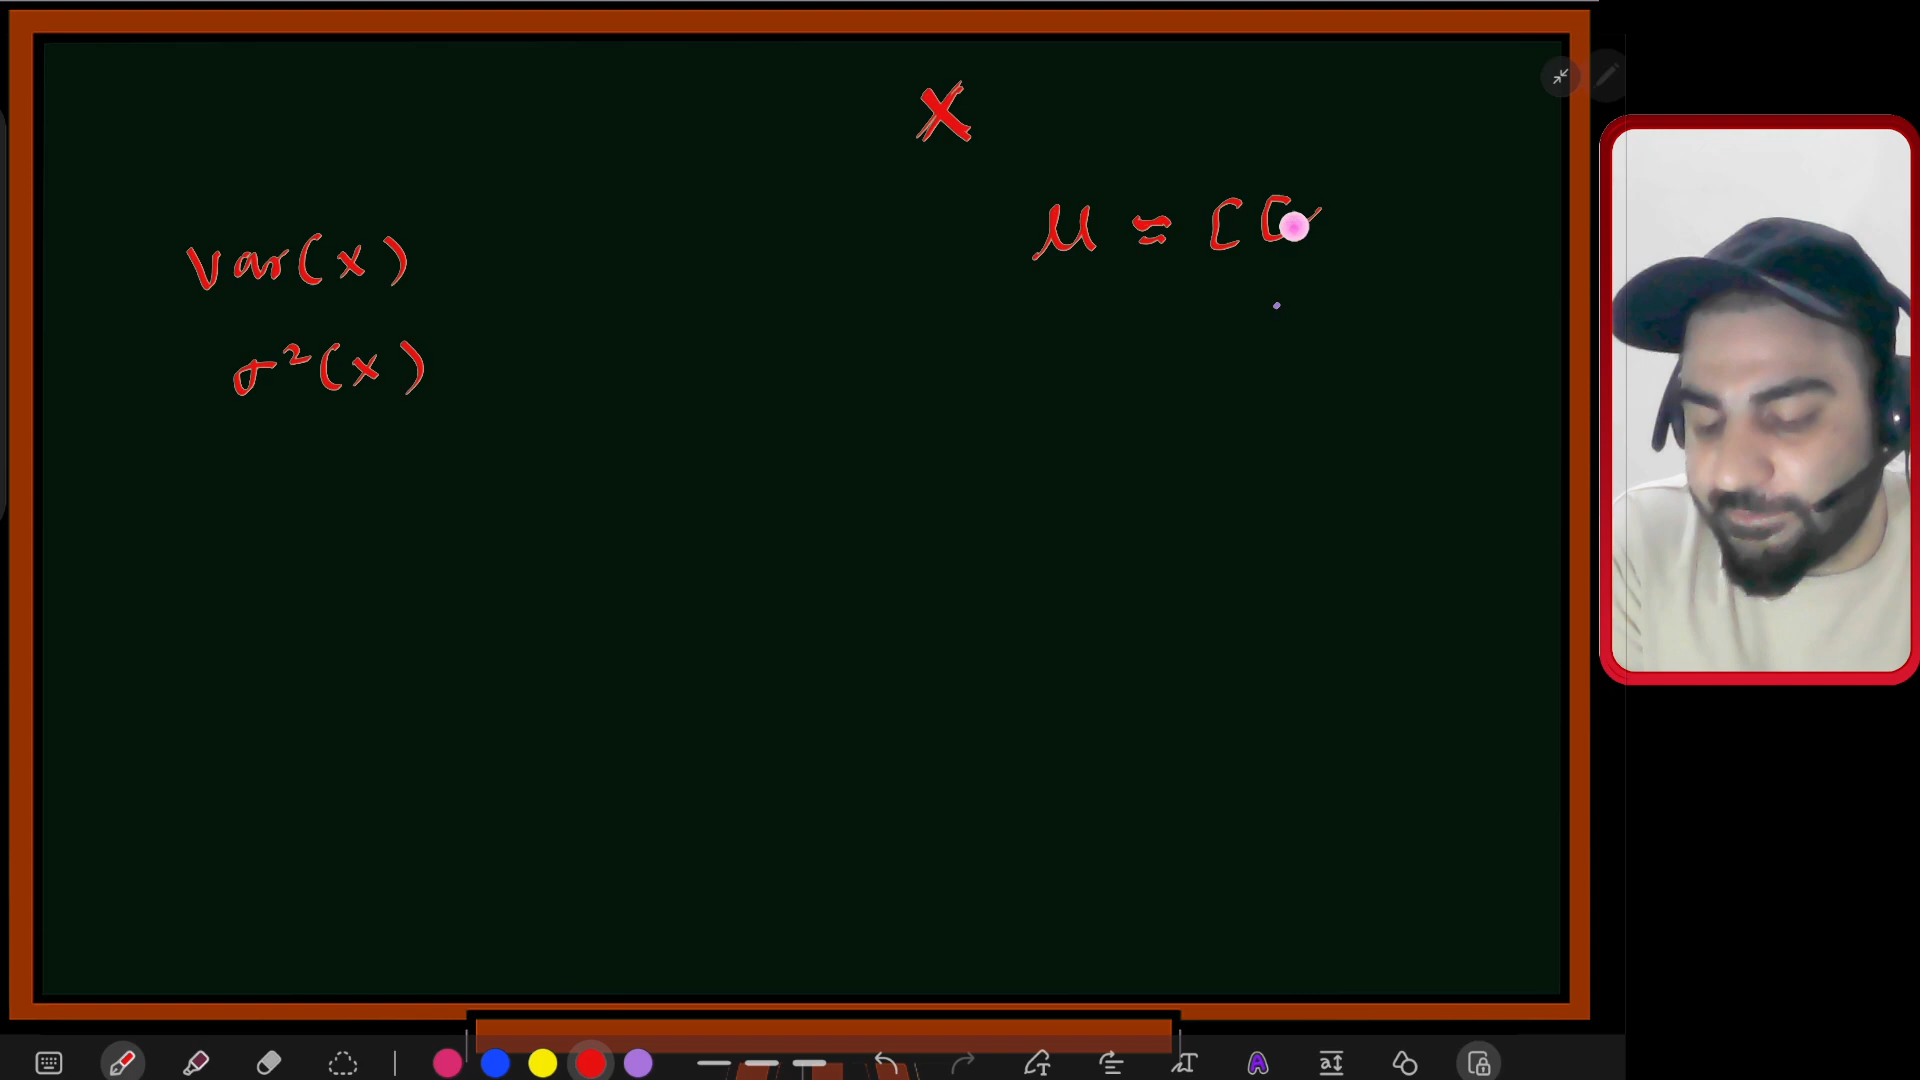 X
μ = [ [
Var(x)
σ²(x)